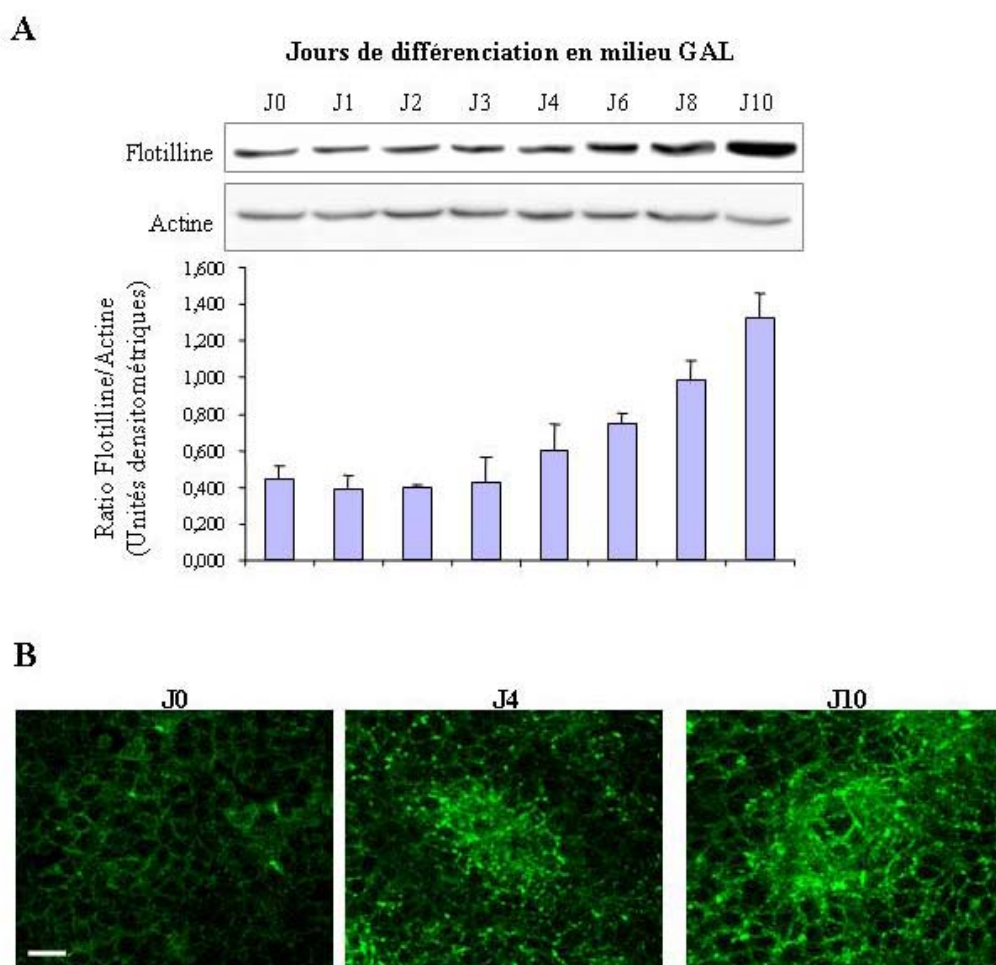 A
Jours de différenciation en milieu GAL
J0 J1 J2 J3 J4 J6 J8 J10
Flotilline
Actine
Ratio Flotilline/Actine
(Unités densitométriques)
1,600
1,400
1,200
1,000
0,800
0,600
0,400
0,200
0,000
B
J0 J4 J10